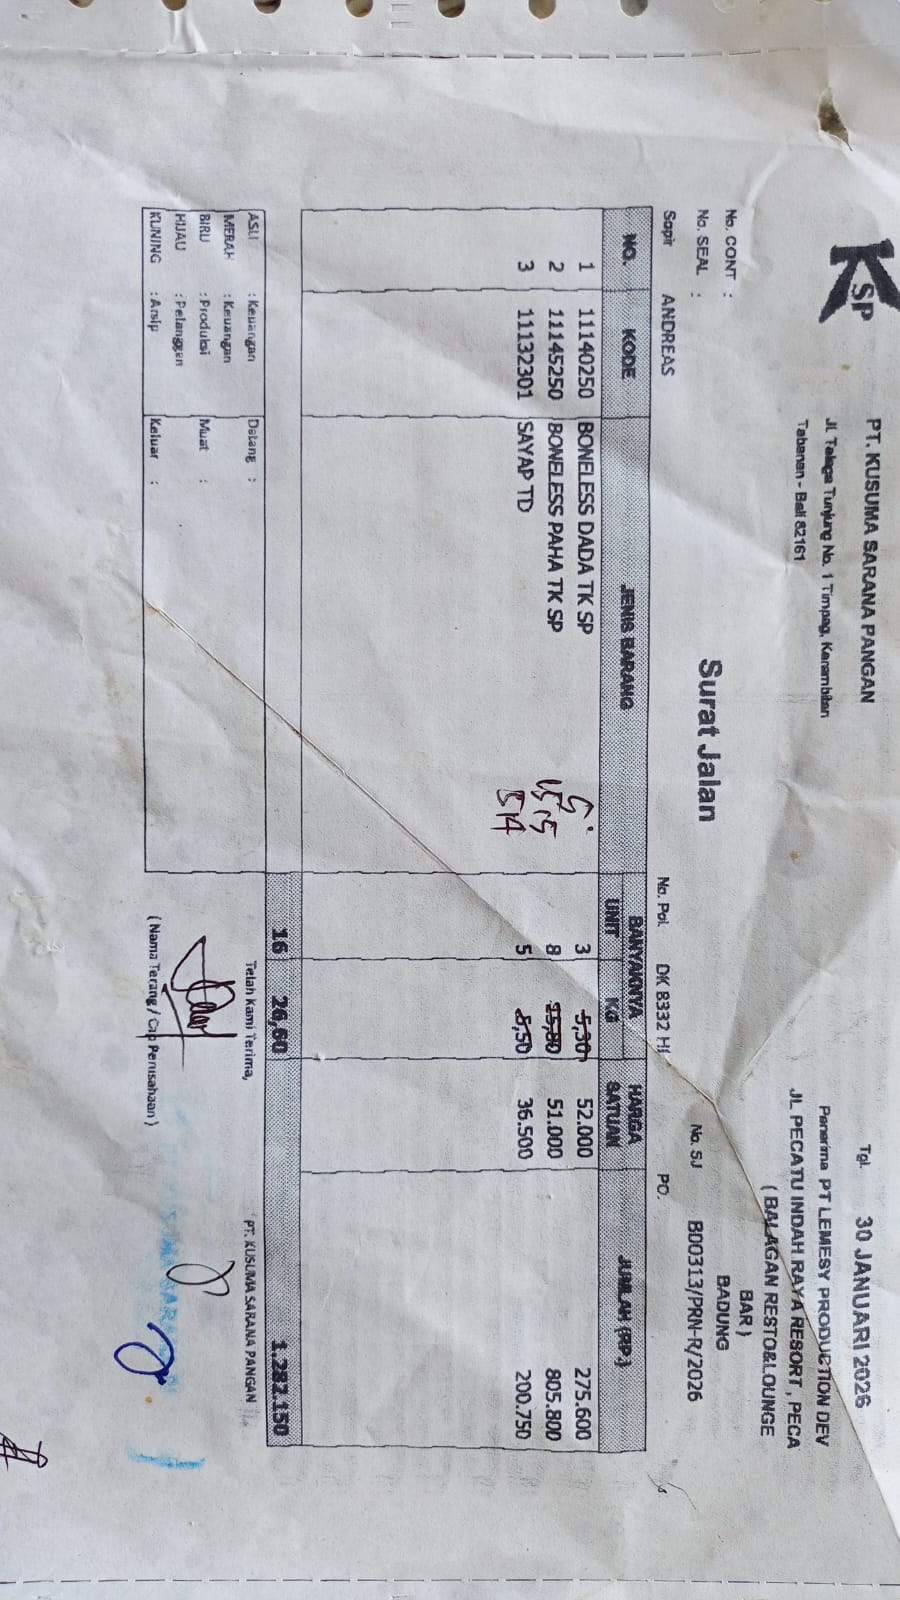 KSP
PT. KUSUMA SARANA PANGAN
Jl. Telaga Tunjung No. 1 Timpag, Kerambitan
Tabanan - Bali 82161
Tgl. 30 JANUARI 2026
Penerima PT LEMESY PRODUCTION DEV
JL PECATU INDAH RAYA RESORT , PECA
( BALAGAN RESTO&LOUNGE
BAR )
BADUNG
No. CONT :
No. SEAL :
Surat Jalan
No. SJ B00313/PRN-R/2026
Sopir ANDREAS
No. Pol. DK 8332 HI
PO.
NO. KODE JENIS BARANG BANYAKNYA UNIT KG HARGA SATUAN JUMLAH (RP.)
1 11140250 BONELESS DADA TK SP 3 5,30 52.000 275.600
2 11145250 BONELESS PAHA TK SP 15 15 8 15,80 51.000 805.800
3 11132301 SAYAP TD 514 5 5,50 36.500 200.750
16 26,60 1.282.150
ASLI : Keuangan
MERAH : Keuangan
BIRU : Produksi
HIJAU : Pelanggan
KUNING : Arsip
Datang :
Muat :
Keluar :
Telah Kami Terima,
( Nama Terang / Cap Perusahaan )
PT. KUSUMA SARANA PANGAN